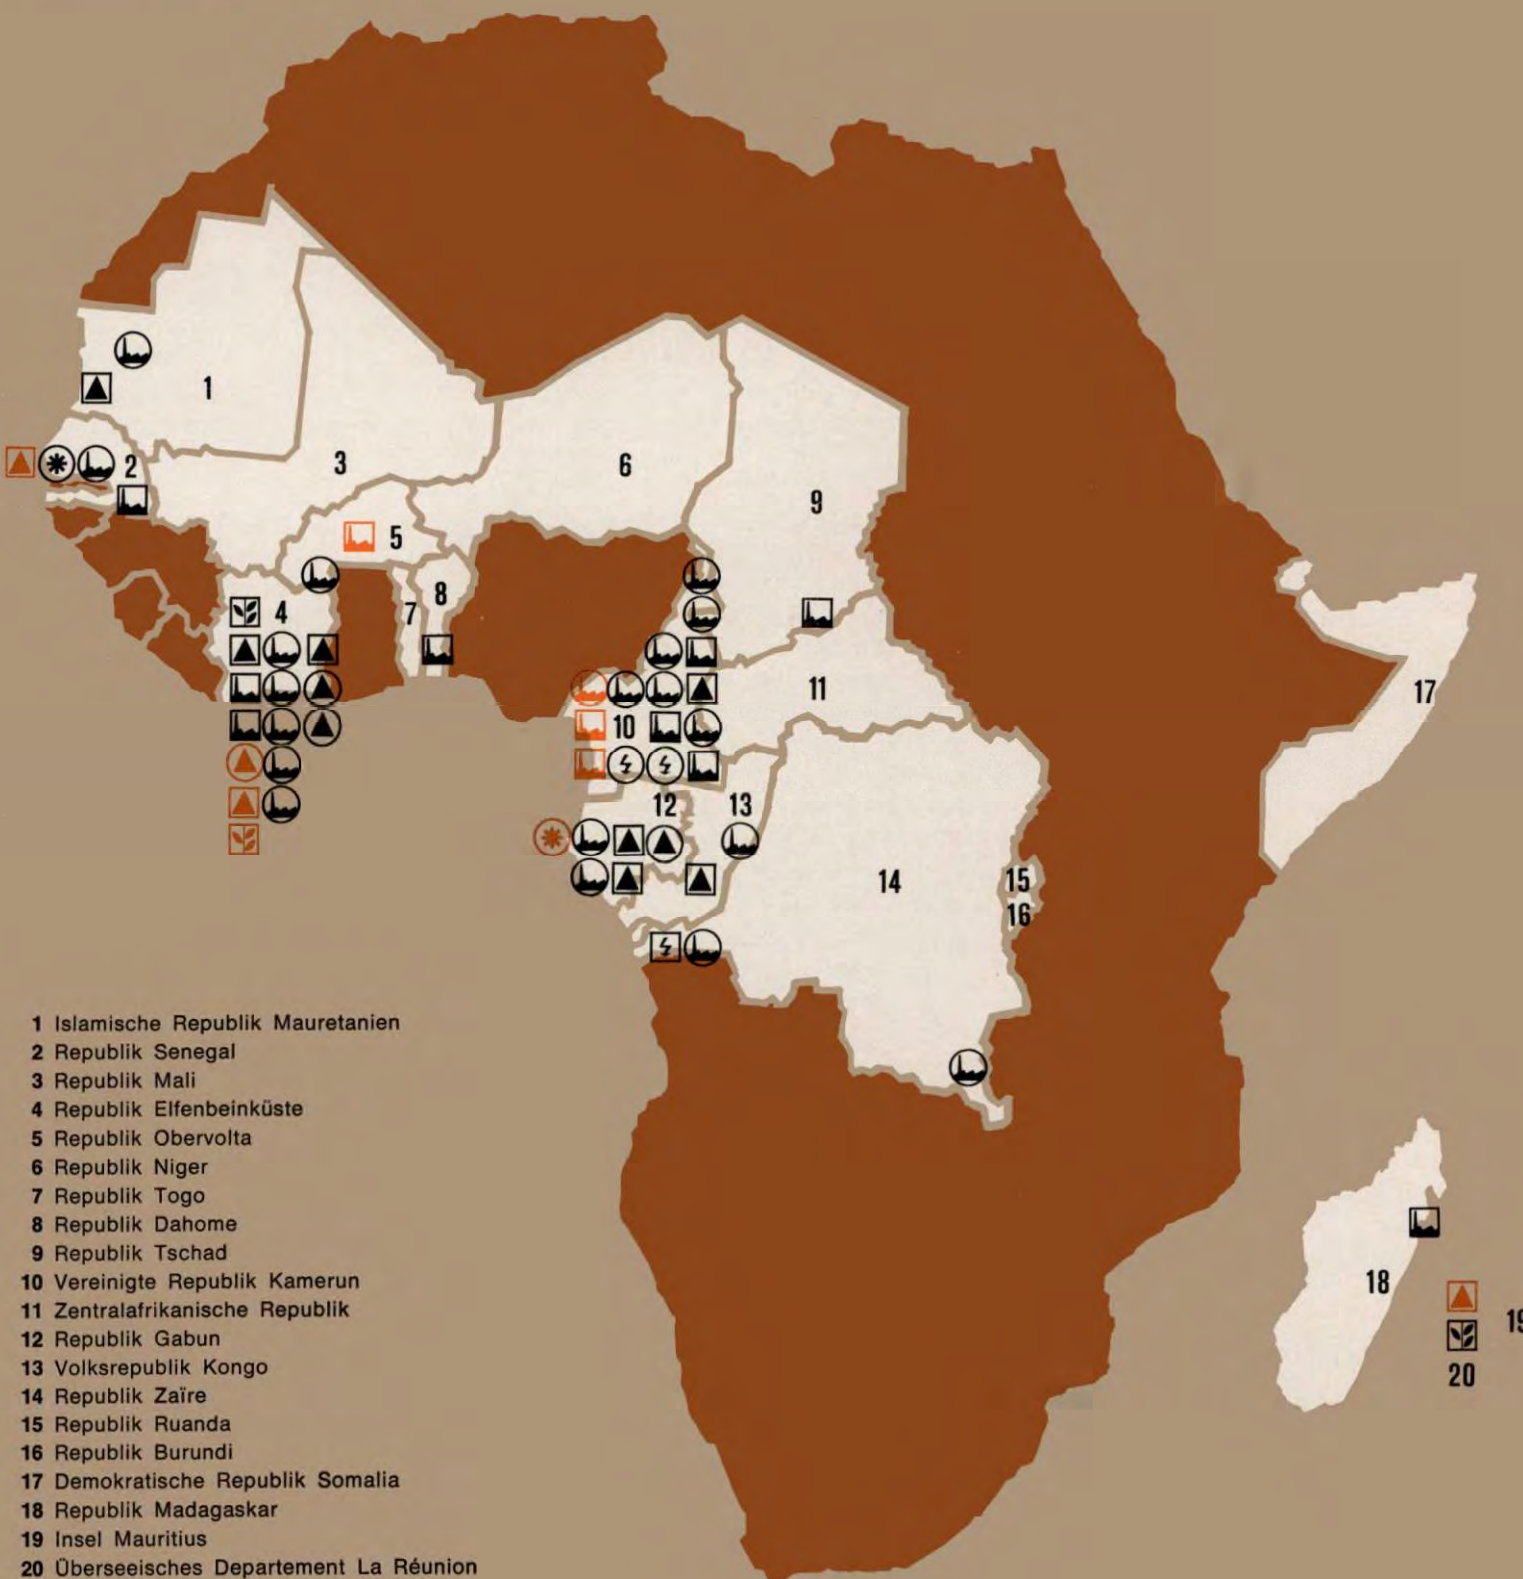 1
2
3
6
9
5
8
4
7
11
17
10
12
13
14
15
16
18
19
20
1 Islamische Republik Mauretanien
2 Republik Senegal
3 Republik Mali
4 Republik Elfenbeinküste
5 Republik Obervolta
6 Republik Niger
7 Republik Togo
8 Republik Dahome
9 Republik Tschad
10 Vereinigte Republik Kamerun
11 Zentralafrikanische Republik
12 Republik Gabun
13 Volksrepublik Kongo
14 Republik Zaïre
15 Republik Ruanda
16 Republik Burundi
17 Demokratische Republik Somalia
18 Republik Madagaskar
19 Insel Mauritius
20 Überseeisches Departement La Réunion